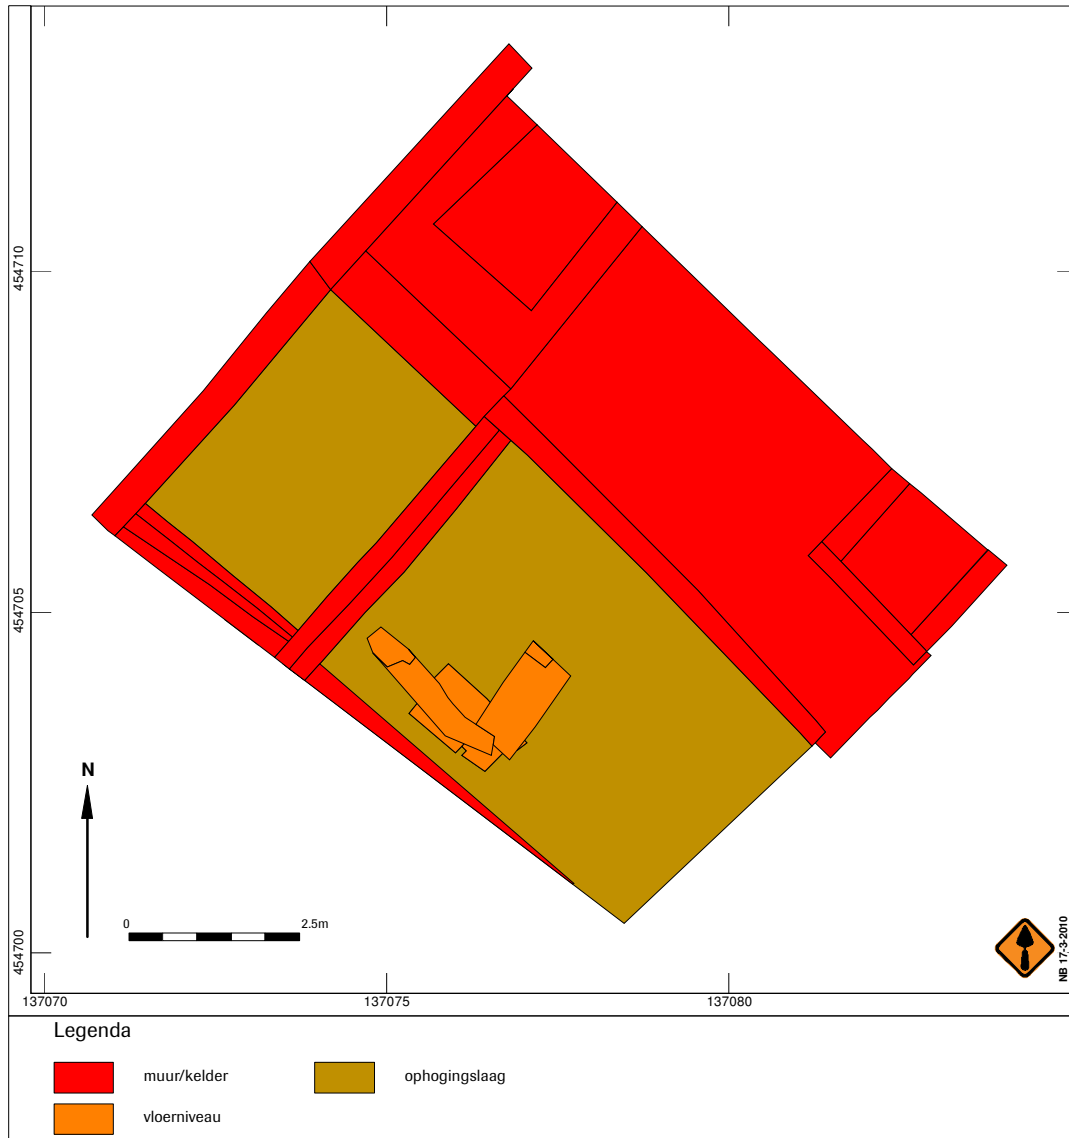 454710
454705
454700
N
0 2.5m
NB 17-3-2010
137070 137075 137080
Legenda
muur/kelder ophogingslaag
vloerniveau